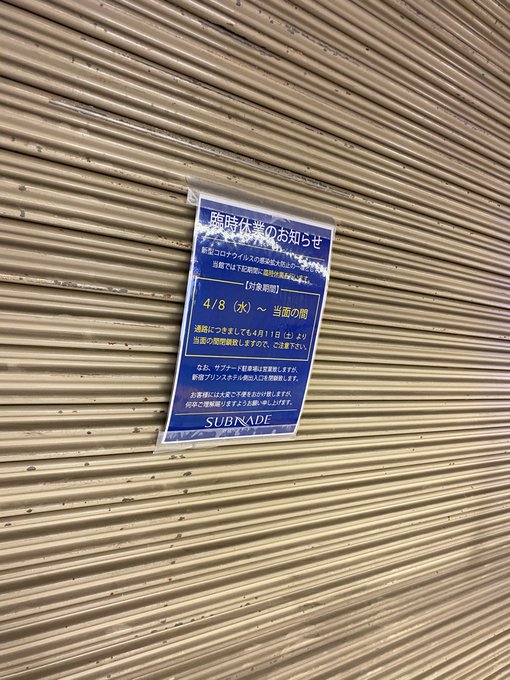 臨時休業のお知らせ
新型コロナウイルスの感染拡大防止の一環として
当館では下記期間に臨時休業を行います。
【対象期間】
4/8（水）～ 当面の間
通路につきましても4月11日（土）より
当面の間閉鎖致しますので、ご注意下さい。
なお、サブナード駐車場は営業致しますが、
新宿プリンスホテル側出入口を閉鎖致します。
お客様には大変ご不便をおかけ致しますが、
何卒ご理解賜りますようお願い申し上げます。
SUBNADE